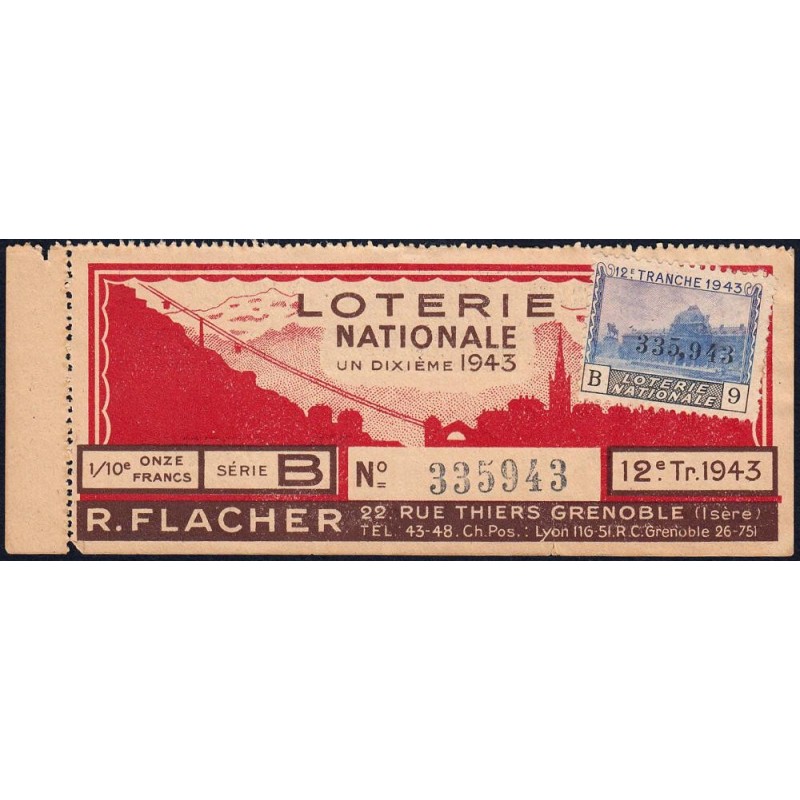 LOTERIE
NATIONALE
UN DIXIÈME 1943
12E TRANCHE 1943
335,943
B LOTERIE NATIONALE 9
1/10e ONZE FRANCS
SÉRIE B
No 335943
12e.Tr.1943
R.FLACHER
22. RUE THIERS GRENOBLE (Isère)
TÉL. 43-48. Ch.Pos.: Lyon 116-51.R.C.Grenoble 26-751